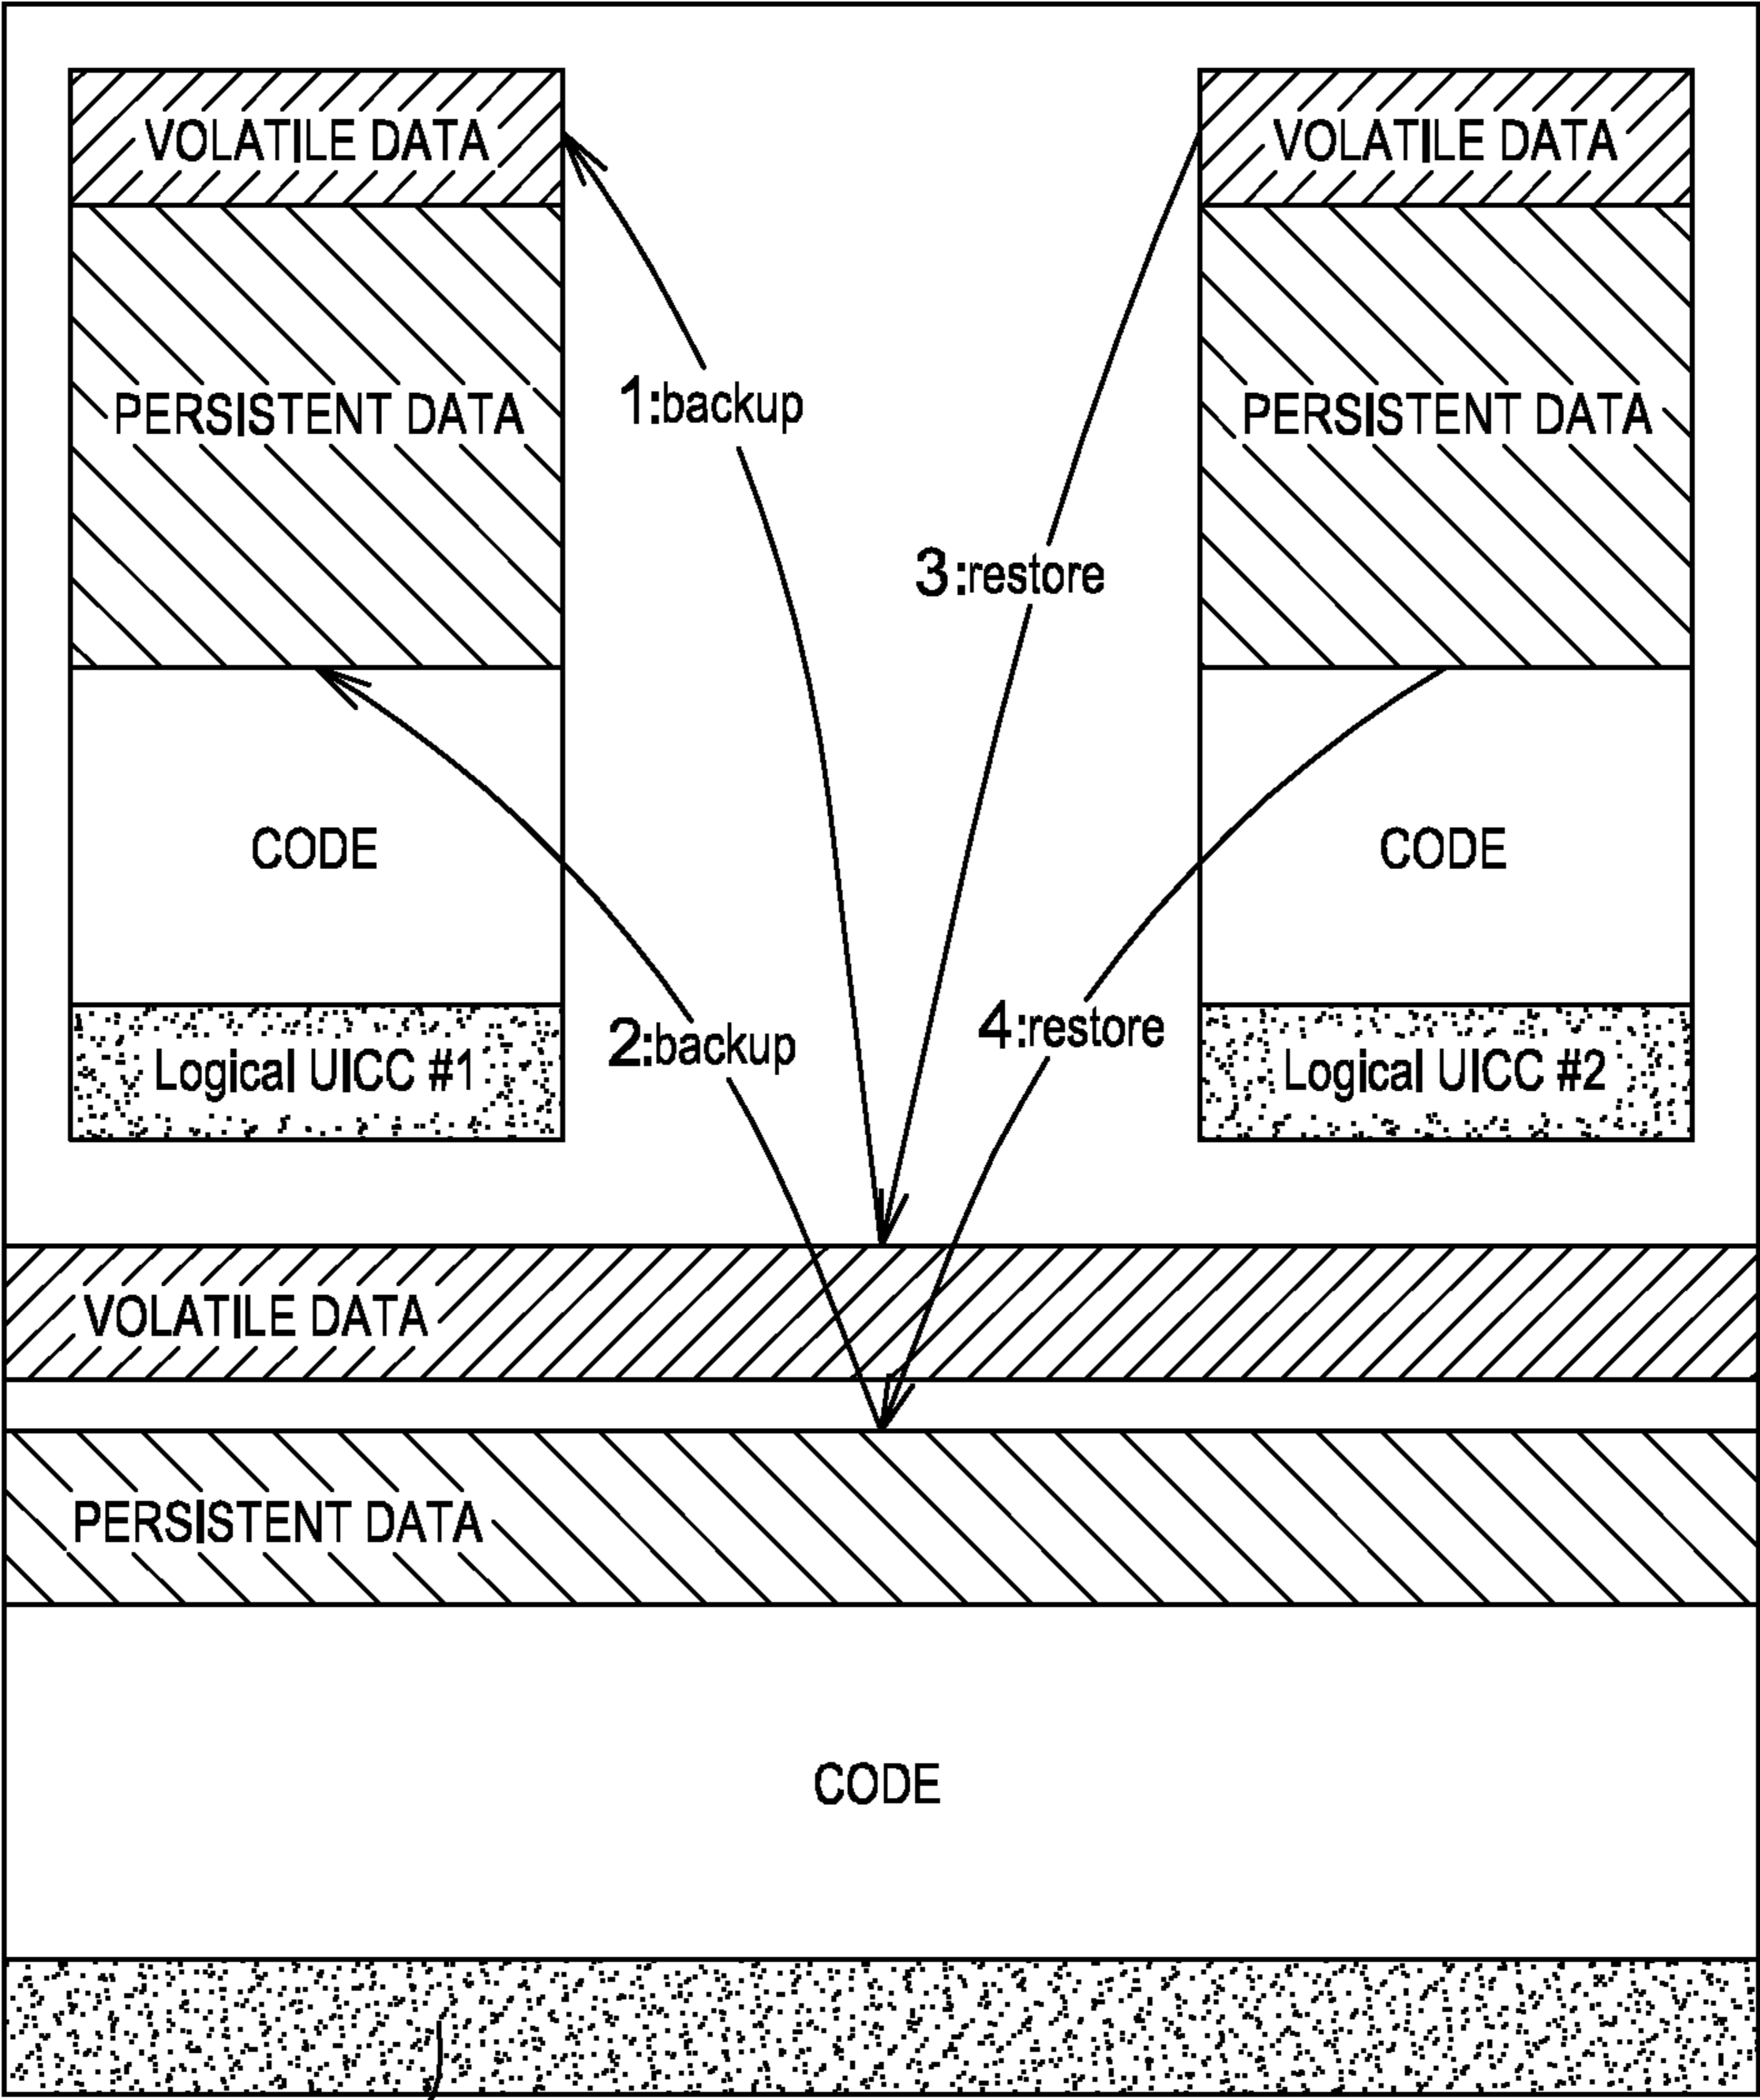 VOLATILE DATA
VOLATILE DATA
1:backup
PERSISTENT DATA
PERSISTENT DATA
3:restore
CODE
CODE
2:backup
4:restore
Logical UICC #1
Logical UICC #2
VOLATILE DATA
PERSISTENT DATA
CODE